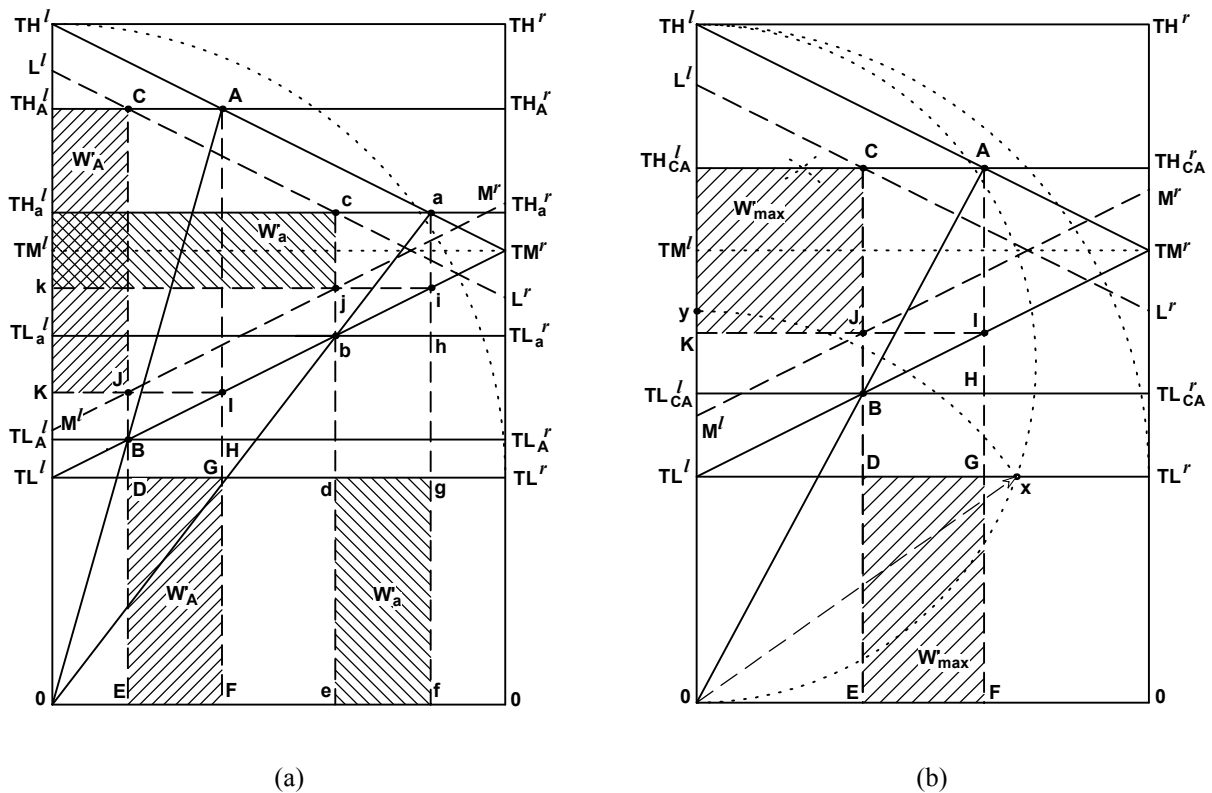 TH^l
TH^r
L^l
TH_A^l
C
A
TH_A^r
W'_A
M^r
TH_a^l
c
a
TH_a^r
W'_a
TM^l
TM^r
k
j
i
L^r
TL_a^l
b
h
TL_a^r
K
J
I
M^l
TL_A^l
B
H
TL_A^r
TL^l
G
TL^r
D
d
g
W'_A
W'_a
0
E
F
e
f
0
(a)
TH^l
TH^r
L^l
TH_CA^l
C
A
TH_CA^r
M^r
W'_max
TM^l
TM^r
y
L^r
K
J
I
TL_CA^l
B
H
TL_CA^r
M^l
TL^l
D
G
x
TL^r
W'_max
0
E
F
0
(b)